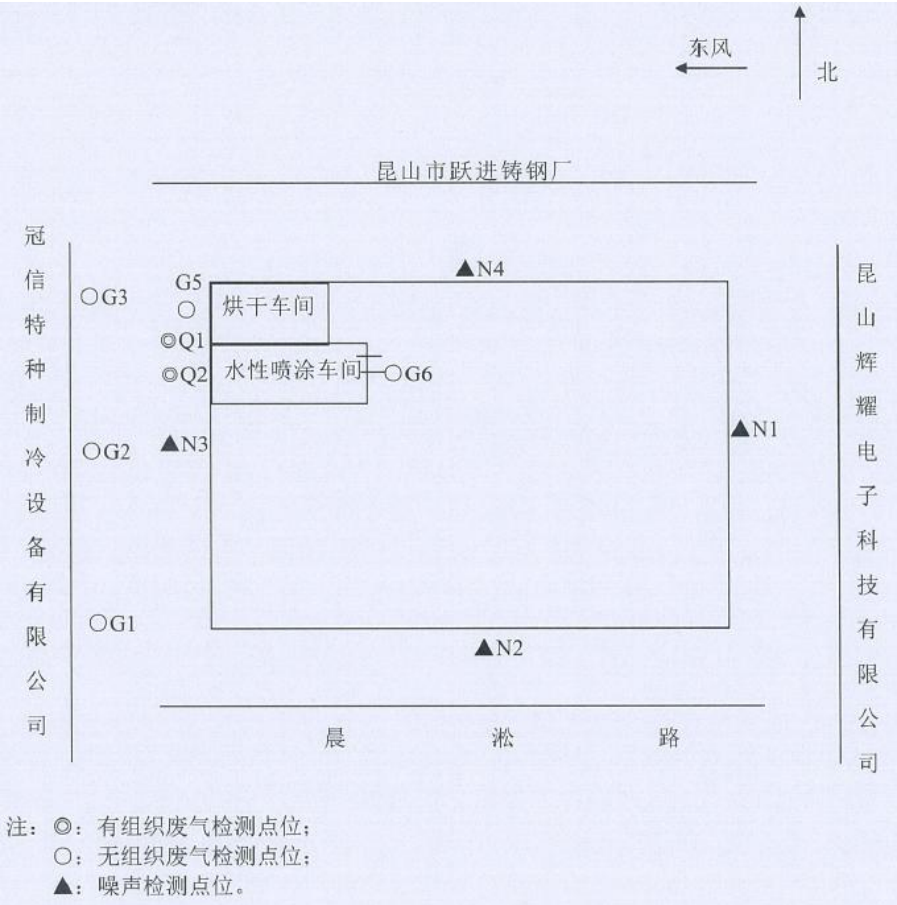 东风
北
昆山市跃进铸钢厂
冠信特种制冷设备有限公司
昆山辉耀电子科技有限公司
▲N4
G5
○G3
烘干车间
◎Q1
水性喷涂车间
◎Q2
○G6
▲N1
▲N3
○G2
○G1
▲N2
晨淞路
注：◎：有组织废气检测点位；
○：无组织废气检测点位；
▲：噪声检测点位。